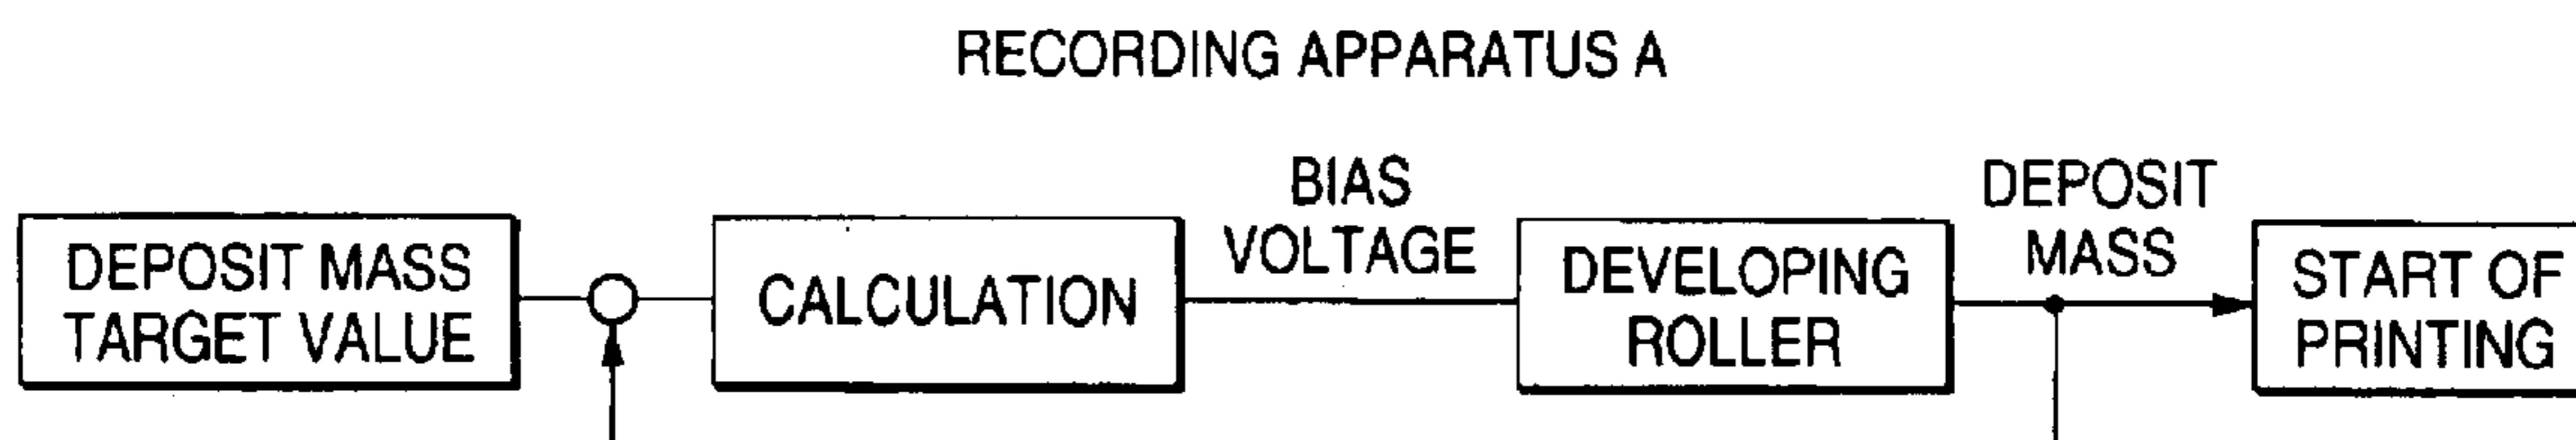 RECORDING APPARATUS A
DEPOSIT MASS
TARGET VALUE
CALCULATION
BIAS
VOLTAGE
DEVELOPING
ROLLER
DEPOSIT
MASS
START OF
PRINTING